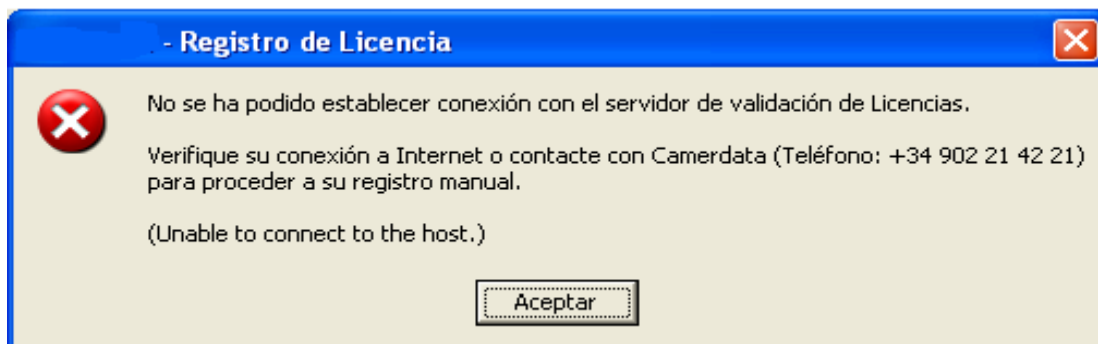 - Registro de Licencia
No se ha podido establecer conexión con el servidor de validación de Licencias.
Verifique su conexión a Internet o contacte con Camerdata (Teléfono: +34 902 21 42 21)
para proceder a su registro manual.
(Unable to connect to the host.)
Aceptar